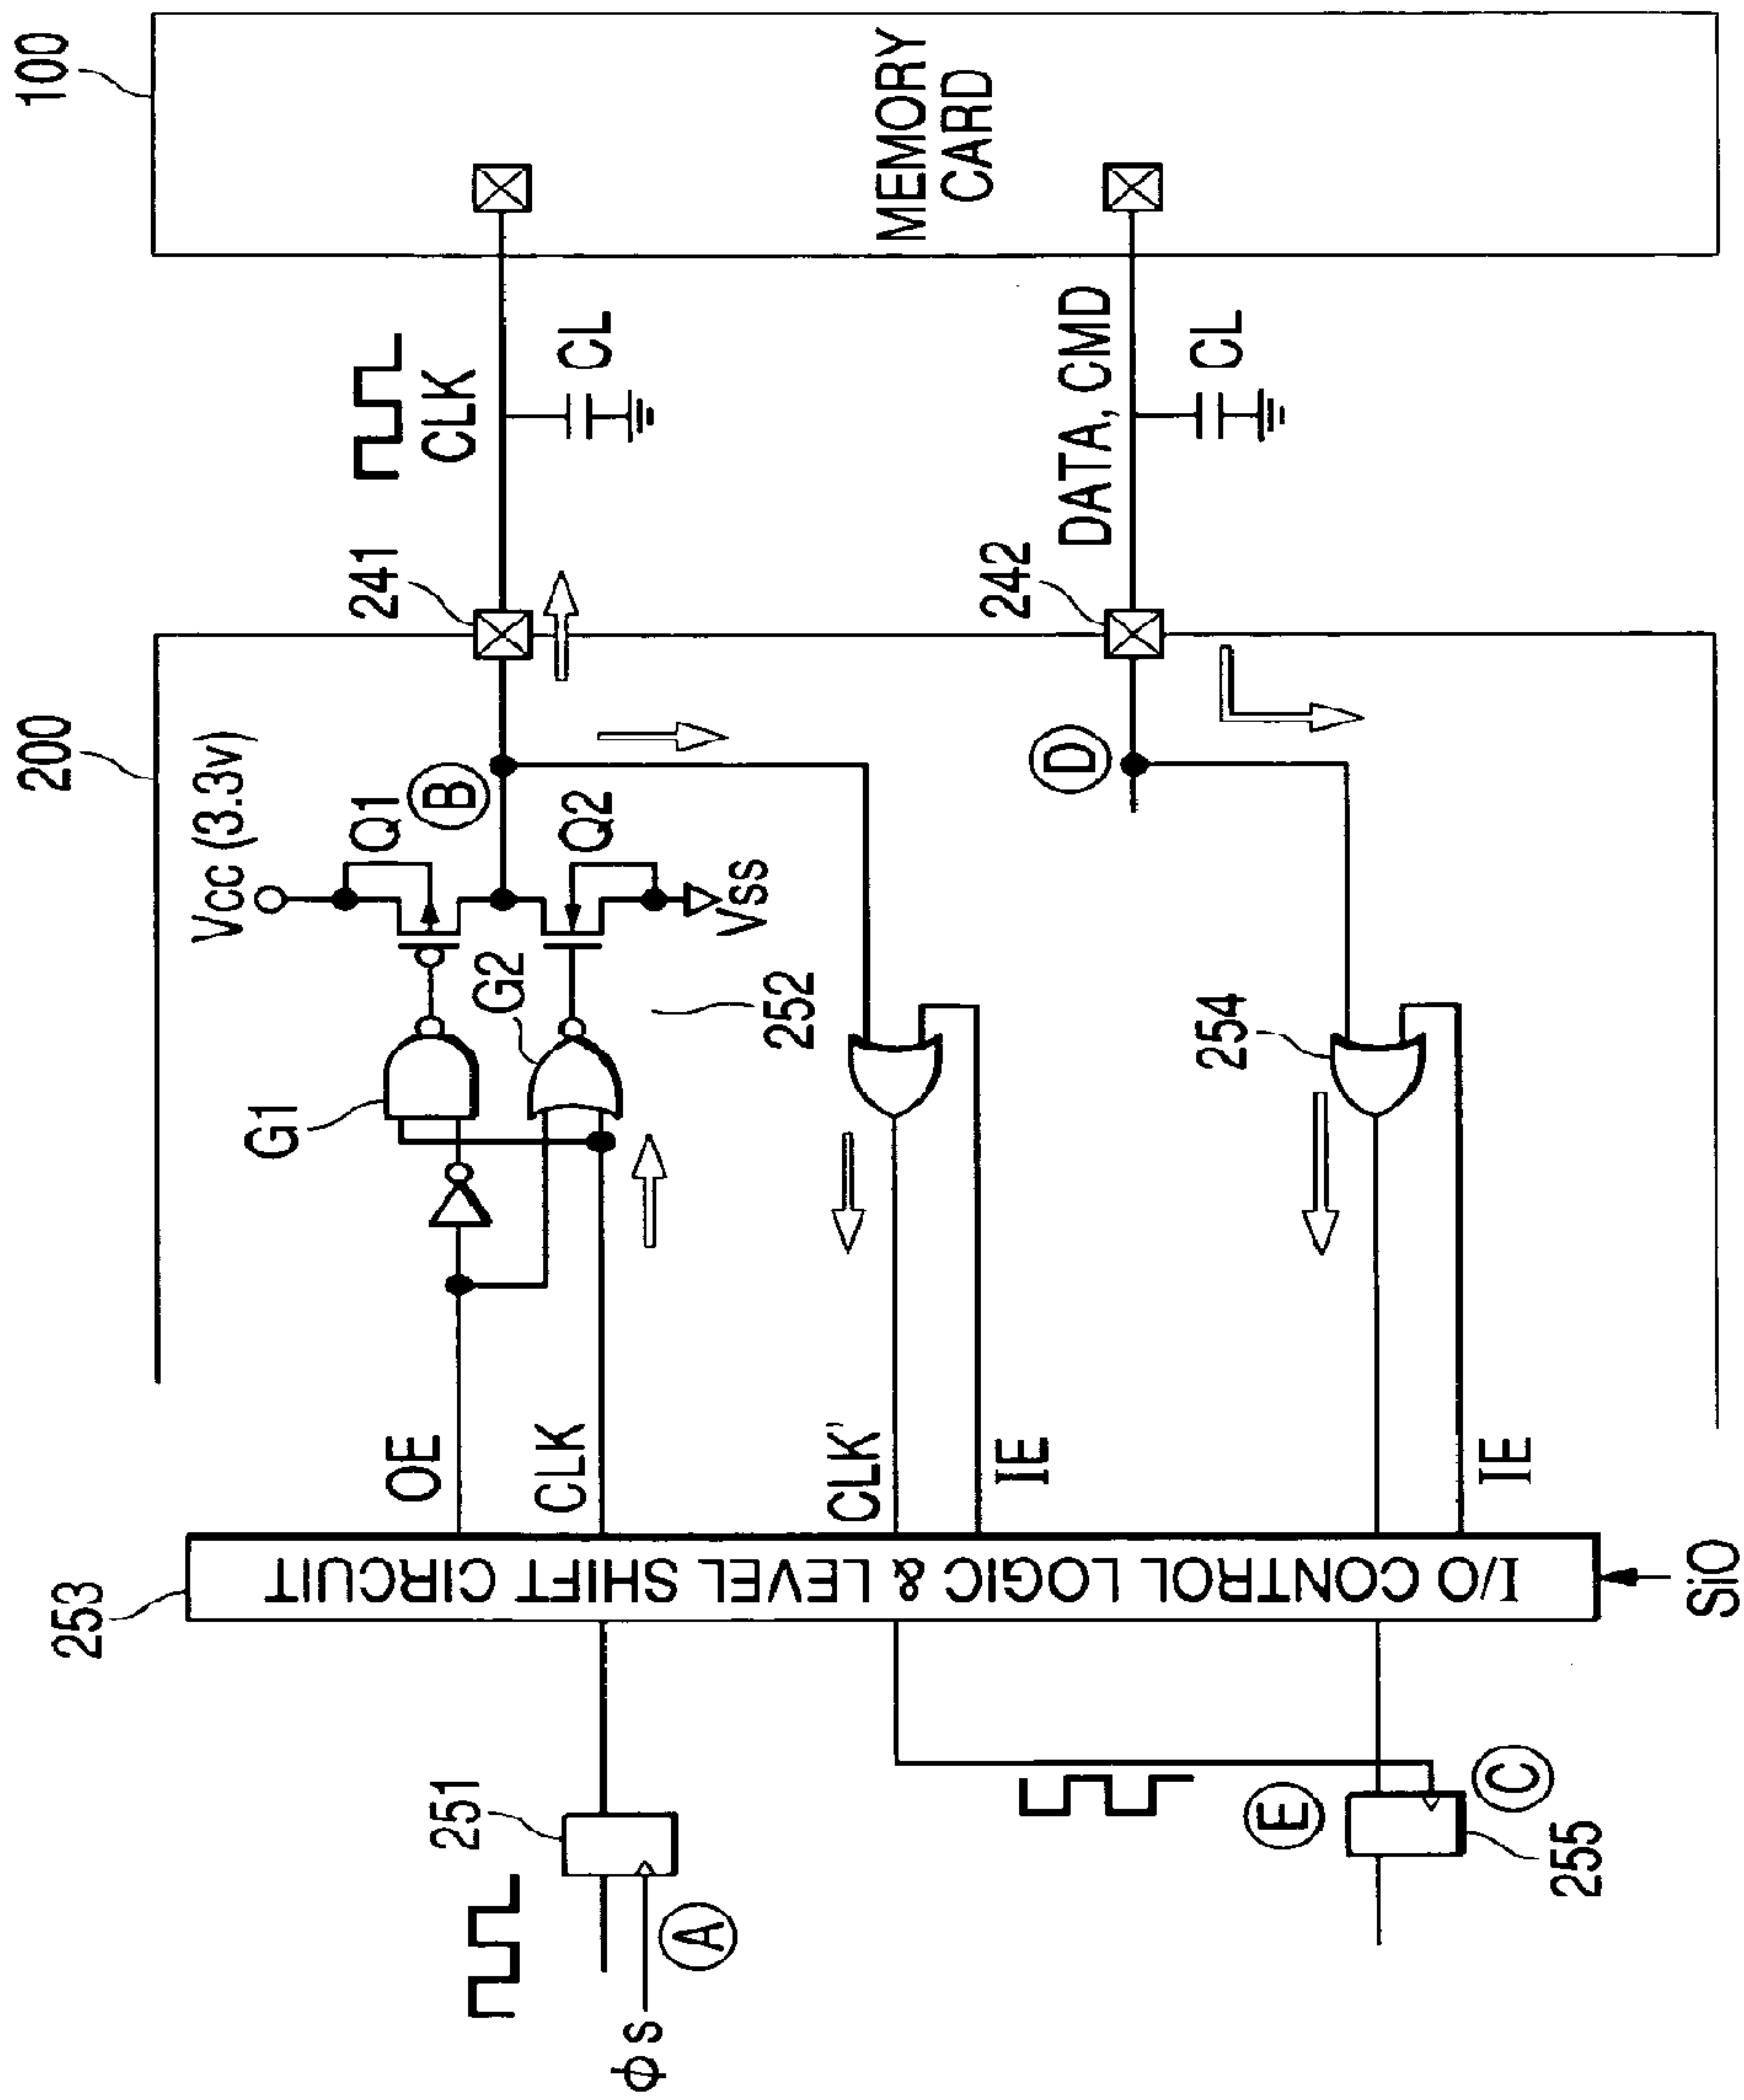 100
MEMORY
CARD
CLK
CL
DATA, CMD
CL
200
241
242
Vcc (3.3v)
Q1
B
Q2
Vss
D
G1
G2
252
254
OE
CLK
CLK'
IE
IE
253
I/O CONTROL LOGIC & LEVEL SHIFT CIRCUIT
SiO
251
A
ϕs
E
C
255